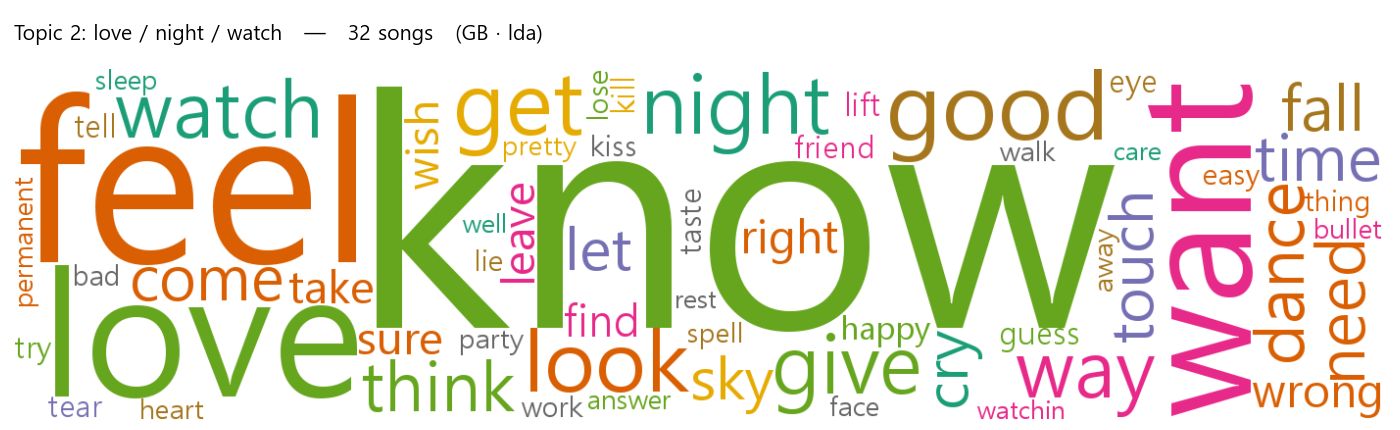 Topic 2: love / night / watch — 32 songs (GB · lda)
sleep
tell
watch
feel
permanent
bad
come
take
love
try
tear
heart
know
wish
get
pretty
kiss
lose
kill
night
lift
friend
good
eye
walk
care
want
fall
time
easy
thing
bullet
dance
need
wrong
touch
away
well
lie
leave
let
taste
right
rest
find
spell
sure
party
think
look
work
answer
sky
happy
give
face
cry
guess
way
watchin